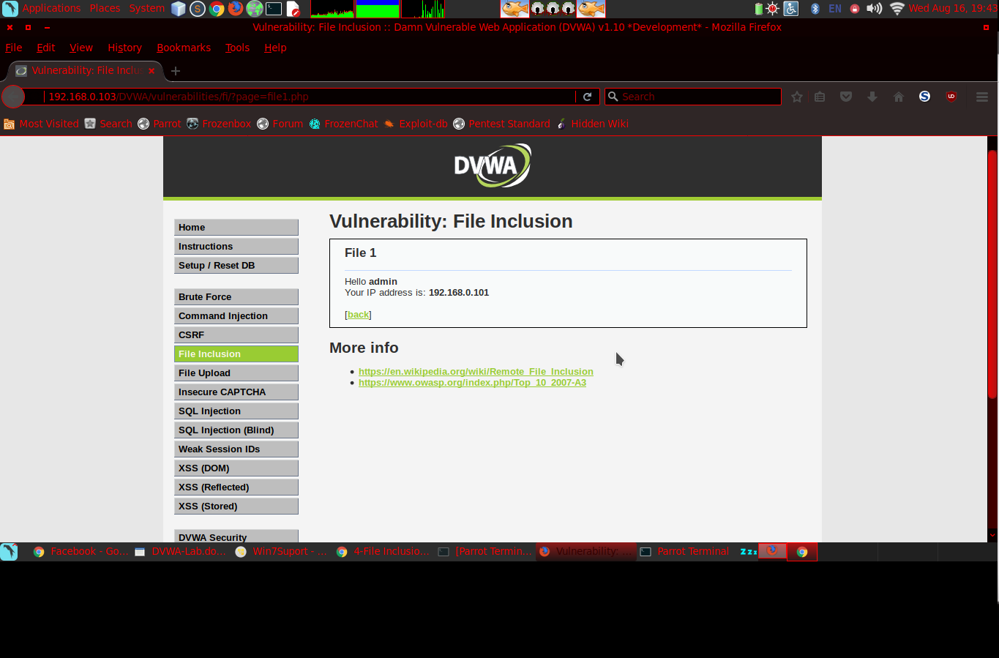 Applications Places System EN Wed Aug 16, 19:43
Vulnerability: File Inclusion :: Damn Vulnerable Web Application (DVWA) v1.10 *Development* - Mozilla Firefox
File Edit View History Bookmarks Tools Help
Vulnerability: File Inclus
192.168.0.103/DVWA/vulnerabilities/fi/?page=file1.php Search
Most Visited Search Parrot Frozenbox Forum FrozenChat Exploit-db Pentest Standard Hidden Wiki
DVWA
Home
Instructions
Setup / Reset DB
Brute Force
Command Injection
CSRF
File Inclusion
File Upload
Insecure CAPTCHA
SQL Injection
SQL Injection (Blind)
Weak Session IDs
XSS (DOM)
XSS (Reflected)
XSS (Stored)
DVWA Security
Vulnerability: File Inclusion
File 1
Hello admin
Your IP address is: 192.168.0.101
[back]
More info
https://en.wikipedia.org/wiki/Remote_File_Inclusion
https://www.owasp.org/index.php/Top_10_2007-A3
Facebook - Go... DVWA-Lab.do... Win7Suport - ... 4-File Inclusio... [Parrot Termin... Vulnerability: ... Parrot Terminal zzz